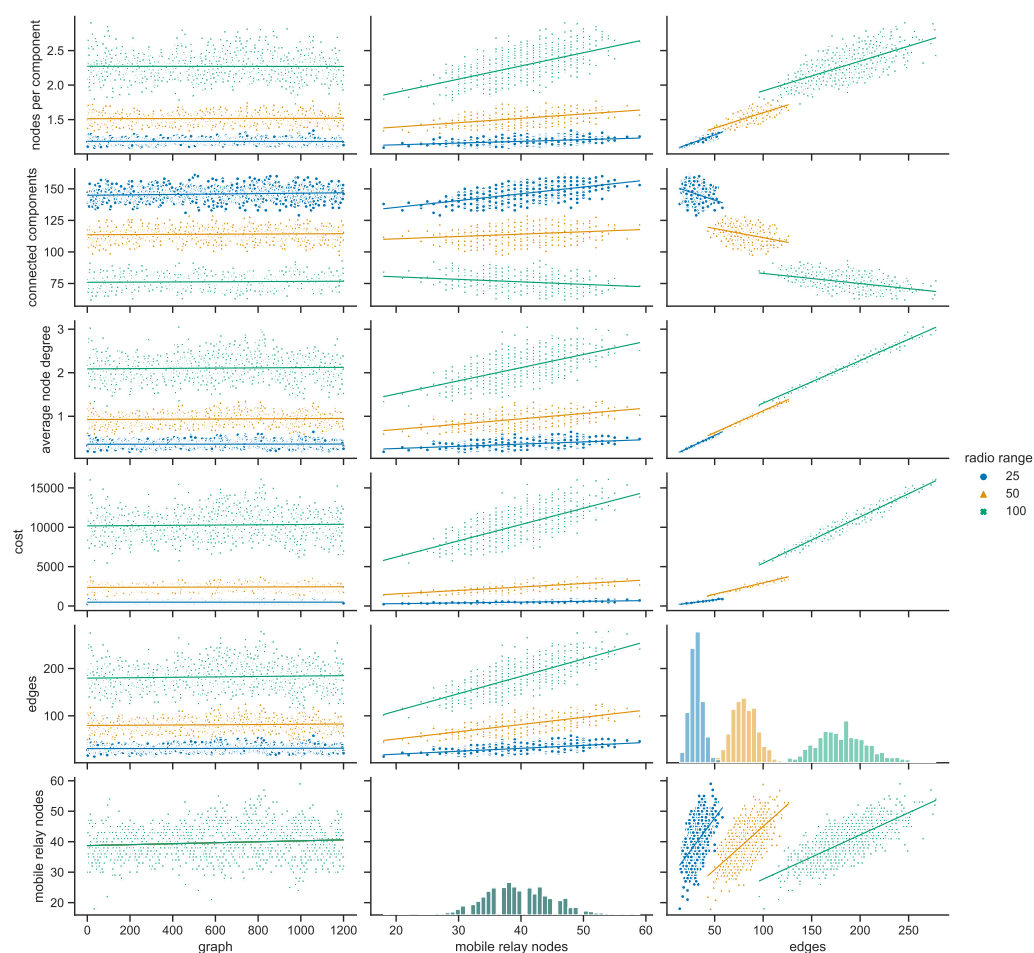 nodes per component
2.5
2.0
1.5
connected components
150
125
100
75
average node degree
3
2
1
cost
15000
10000
5000
0
edges
200
100
radio range
25
50
100
mobile relay nodes
60
50
40
30
20
0 200 400 600 800 1000 1200
graph
20 30 40 50 60
mobile relay nodes
50 100 150 200 250
edges